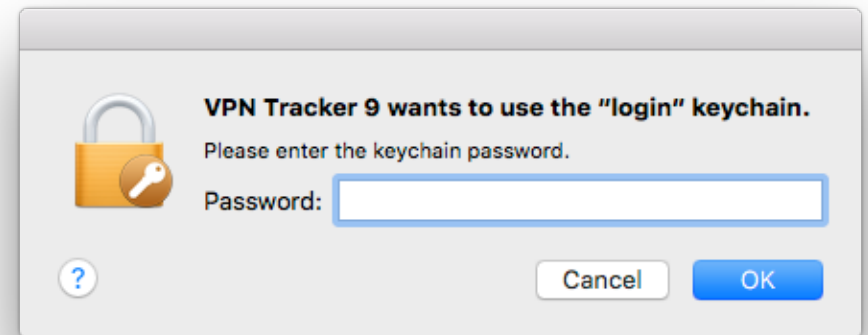 VPN Tracker 9 wants to use the “login” keychain.
Please enter the keychain password.
Password:
?
Cancel
OK